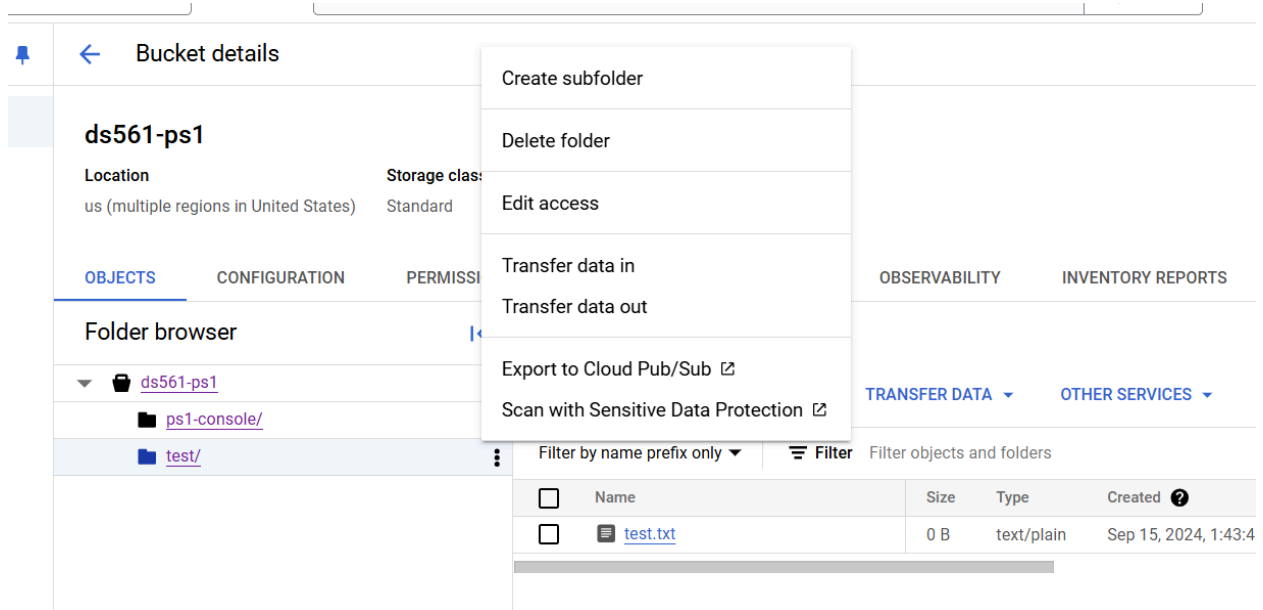 Bucket details
ds561-ps1
Location
Storage clas
us (multiple regions in United States)
Standard
Create subfolder
Delete folder
Edit access
Transfer data in
Transfer data out
Export to Cloud Pub/Sub
Scan with Sensitive Data Protection
OBJECTS
CONFIGURATION
PERMISSI
OBSERVABILITY
INVENTORY REPORTS
Folder browser
ds561-ps1
ps1-console/
test/
TRANSFER DATA
OTHER SERVICES
Filter by name prefix only
Filter
Filter objects and folders
Name
Size
Type
Created
test.txt
0 B
text/plain
Sep 15, 2024, 1:43:4